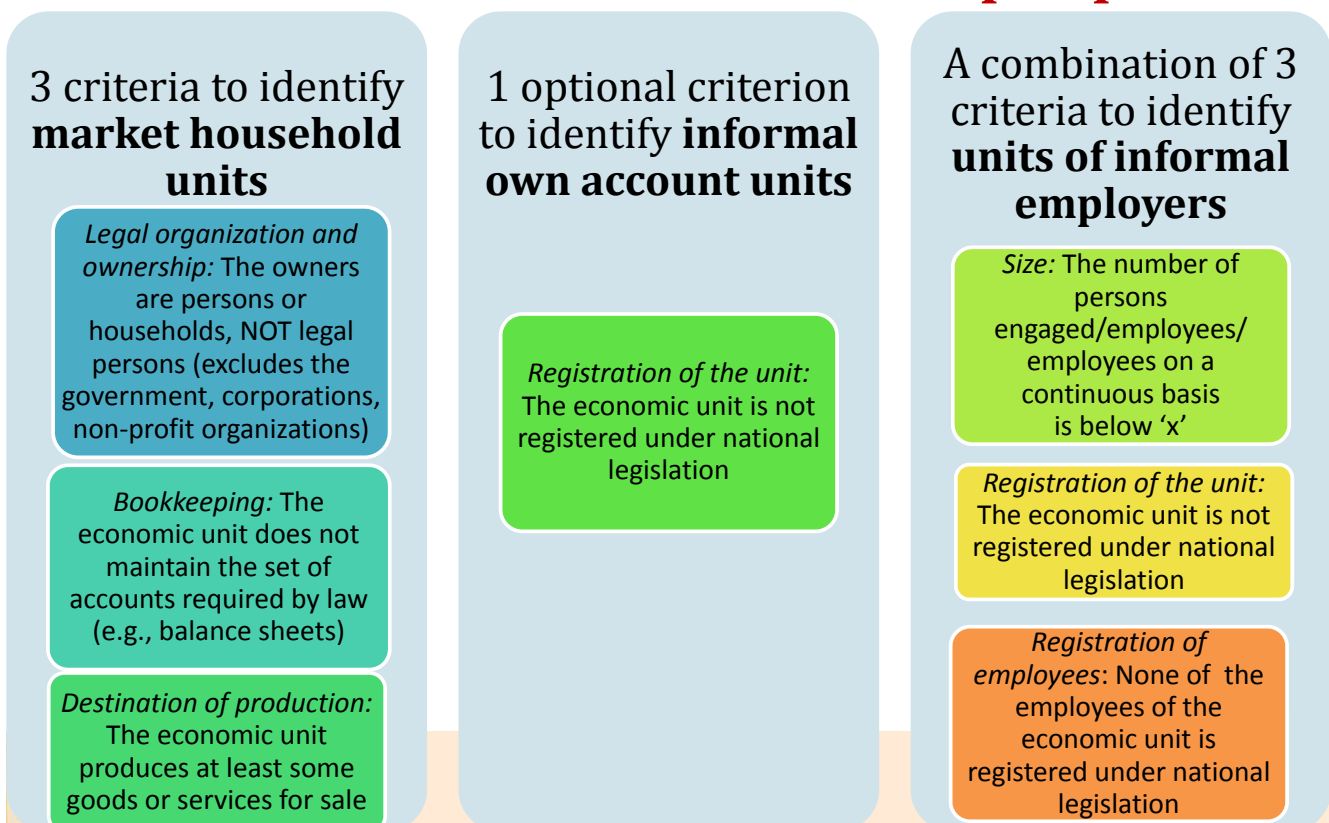 3 criteria to identify
market household
units
Legal organization and
ownership: The owners
are persons or
households, NOT legal
persons (excludes the
government, corporations,
non-profit organizations)
Bookkeeping: The
economic unit does not
maintain the set of
accounts required by law
(e.g., balance sheets)
Destination of production:
The economic unit
produces at least some
goods or services for sale
1 optional criterion
to identify informal
own account units
Registration of the unit:
The economic unit is not
registered under national
legislation
A combination of 3
criteria to identify
units of informal
employers
Size: The number of
persons
engaged/employees/
employees on a
continuous basis
is below ‘x’
Registration of the unit:
The economic unit is not
registered under national
legislation
Registration of
employees: None of the
employees of the
economic unit is
registered under national
legislation